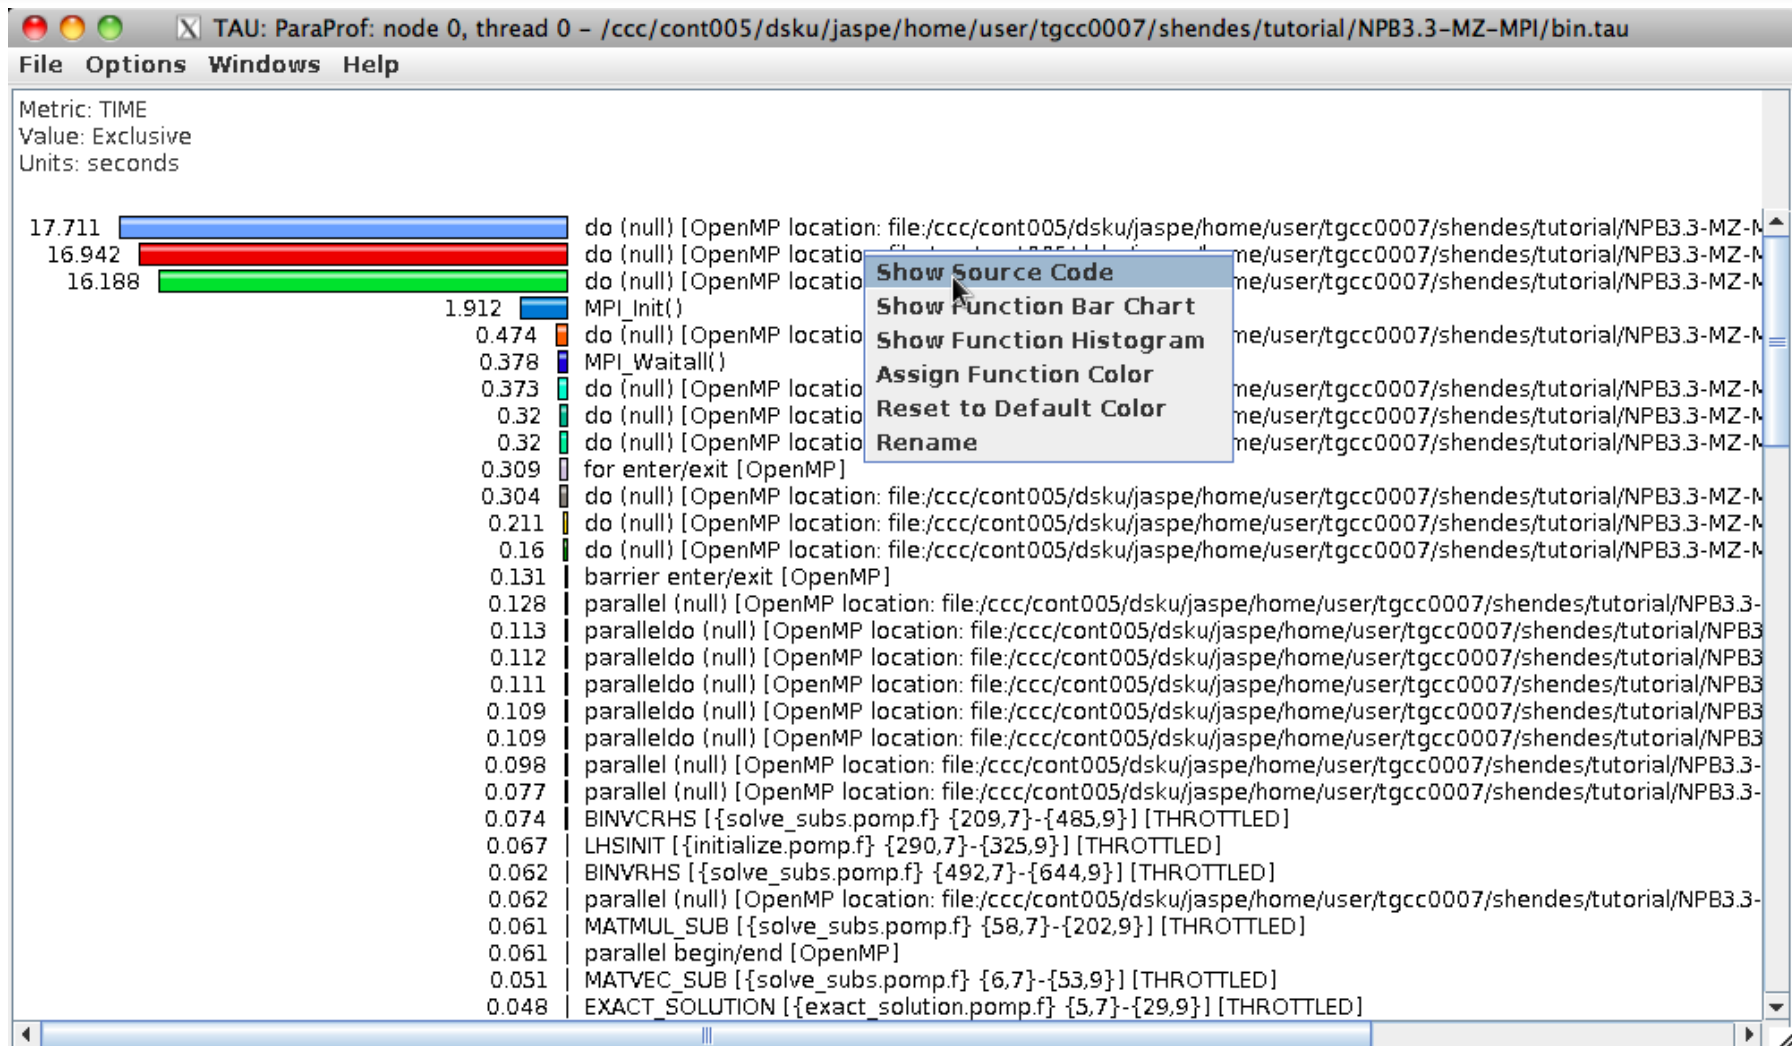 TAU: ParaProf: node 0, thread 0 – /ccc/cont005/dsku/jaspe/home/user/tgcc0007/shendes/tutorial/NPB3.3-MZ-MPI/bin.tau
File Options Windows Help
Metric: TIME
Value: Exclusive
Units: seconds
17.711 do (null) [OpenMP location: file:/ccc/cont005/dsku/jaspe/home/user/tgcc0007/shendes/tutorial/NPB3.3-MZ-M
16.942 do (null) [OpenMP locatio me/user/tgcc0007/shendes/tutorial/NPB3.3-MZ-M
Show Source Code
16.188 do (null) [OpenMP locatio me/user/tgcc0007/shendes/tutorial/NPB3.3-MZ-M
1.912 MPI_Init()
Show Function Bar Chart
0.474 do (null) [OpenMP locatio me/user/tgcc0007/shendes/tutorial/NPB3.3-MZ-M
Show Function Histogram
0.378 MPI_Waitall()
Assign Function Color
0.373 do (null) [OpenMP locatio me/user/tgcc0007/shendes/tutorial/NPB3.3-MZ-M
0.32 do (null) [OpenMP locatio me/user/tgcc0007/shendes/tutorial/NPB3.3-MZ-M
Reset to Default Color
0.32 do (null) [OpenMP locatio me/user/tgcc0007/shendes/tutorial/NPB3.3-MZ-M
Rename
0.309 for enter/exit [OpenMP]
0.304 do (null) [OpenMP location: file:/ccc/cont005/dsku/jaspe/home/user/tgcc0007/shendes/tutorial/NPB3.3-MZ-M
0.211 do (null) [OpenMP location: file:/ccc/cont005/dsku/jaspe/home/user/tgcc0007/shendes/tutorial/NPB3.3-MZ-M
0.16 do (null) [OpenMP location: file:/ccc/cont005/dsku/jaspe/home/user/tgcc0007/shendes/tutorial/NPB3.3-MZ-M
0.131 barrier enter/exit [OpenMP]
0.128 parallel (null) [OpenMP location: file:/ccc/cont005/dsku/jaspe/home/user/tgcc0007/shendes/tutorial/NPB3.3-
0.113 paralleldo (null) [OpenMP location: file:/ccc/cont005/dsku/jaspe/home/user/tgcc0007/shendes/tutorial/NPB3
0.112 paralleldo (null) [OpenMP location: file:/ccc/cont005/dsku/jaspe/home/user/tgcc0007/shendes/tutorial/NPB3
0.111 paralleldo (null) [OpenMP location: file:/ccc/cont005/dsku/jaspe/home/user/tgcc0007/shendes/tutorial/NPB3
0.109 paralleldo (null) [OpenMP location: file:/ccc/cont005/dsku/jaspe/home/user/tgcc0007/shendes/tutorial/NPB3
0.109 paralleldo (null) [OpenMP location: file:/ccc/cont005/dsku/jaspe/home/user/tgcc0007/shendes/tutorial/NPB3
0.098 parallel (null) [OpenMP location: file:/ccc/cont005/dsku/jaspe/home/user/tgcc0007/shendes/tutorial/NPB3.3-
0.077 parallel (null) [OpenMP location: file:/ccc/cont005/dsku/jaspe/home/user/tgcc0007/shendes/tutorial/NPB3.3-
0.074 BINVCRHS [{solve_subs.pomp.f} {209,7}-{485,9}] [THROTTLED]
0.067 LHSINIT [{initialize.pomp.f} {290,7}-{325,9}] [THROTTLED]
0.062 BINVRHS [{solve_subs.pomp.f} {492,7}-{644,9}] [THROTTLED]
0.062 parallel (null) [OpenMP location: file:/ccc/cont005/dsku/jaspe/home/user/tgcc0007/shendes/tutorial/NPB3.3-
0.061 MATMUL_SUB [{solve_subs.pomp.f} {58,7}-{202,9}] [THROTTLED]
0.061 parallel begin/end [OpenMP]
0.051 MATVEC_SUB [{solve_subs.pomp.f} {6,7}-{53,9}] [THROTTLED]
0.048 EXACT_SOLUTION [{exact_solution.pomp.f} {5,7}-{29,9}] [THROTTLED]